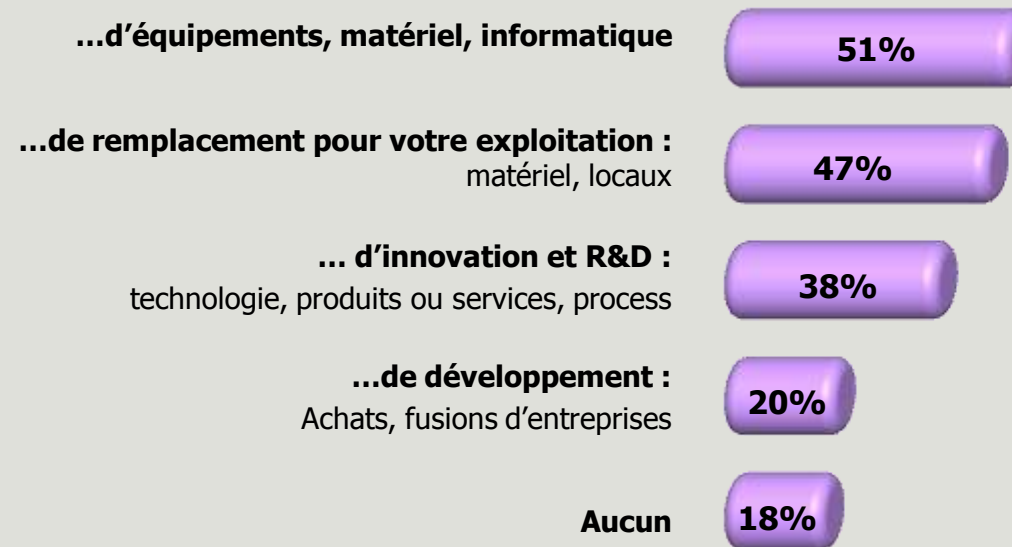 …d’équipements, matériel, informatique
51%
…de remplacement pour votre exploitation :
matériel, locaux
47%
… d’innovation et R&D :
technologie, produits ou services, process
38%
…de développement :
Achats, fusions d’entreprises
20%
Aucun
18%